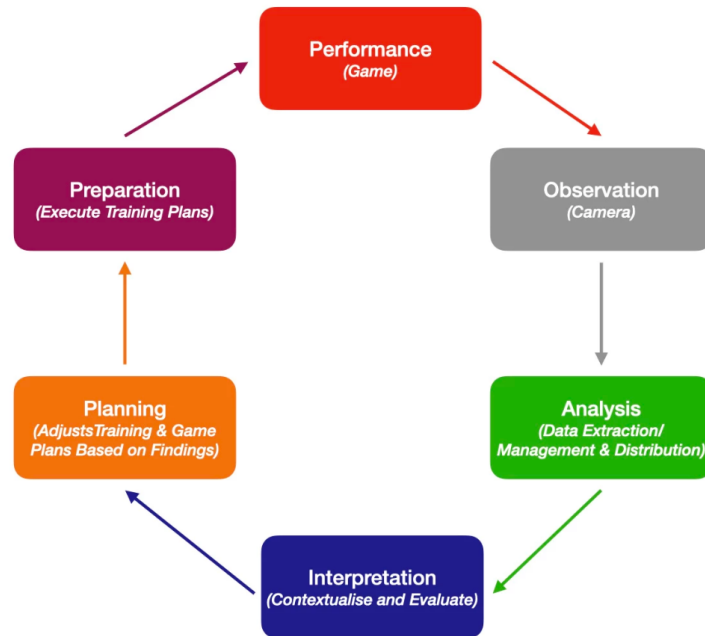 Performance
(Game)
Preparation
(Execute Training Plans)
Observation
(Camera)
Planning
(AdjustsTraining & Game
Plans Based on Findings)
Analysis
(Data Extraction/
Management & Distribution)
Interpretation
(Contextualise and Evaluate)